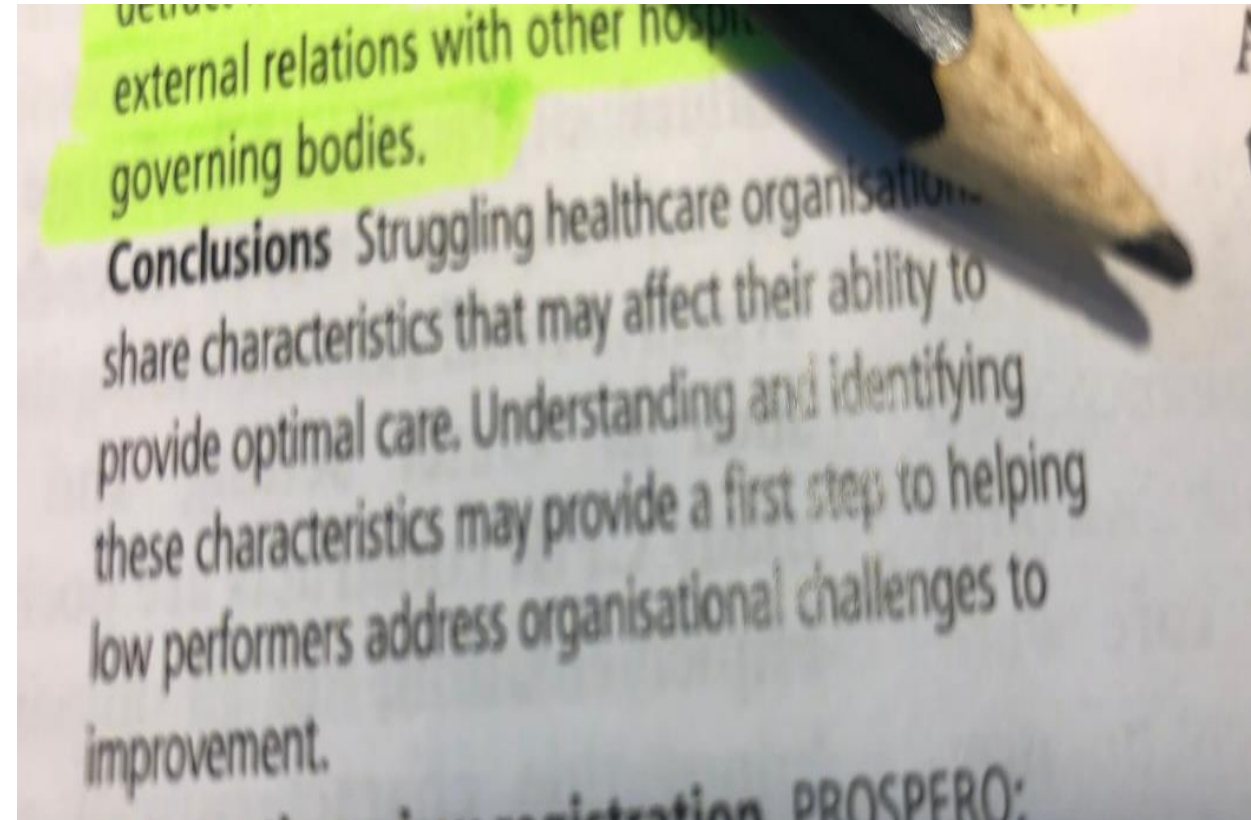 external relations with other
governing bodies.
Conclusions Struggling healthcare
share characteristics that may affect their ability to
provide optimal care. Understanding and identifying
these characteristics may provide a first step to helping
low performers address organisational challenges to
improvement.
registration PROSPERO: